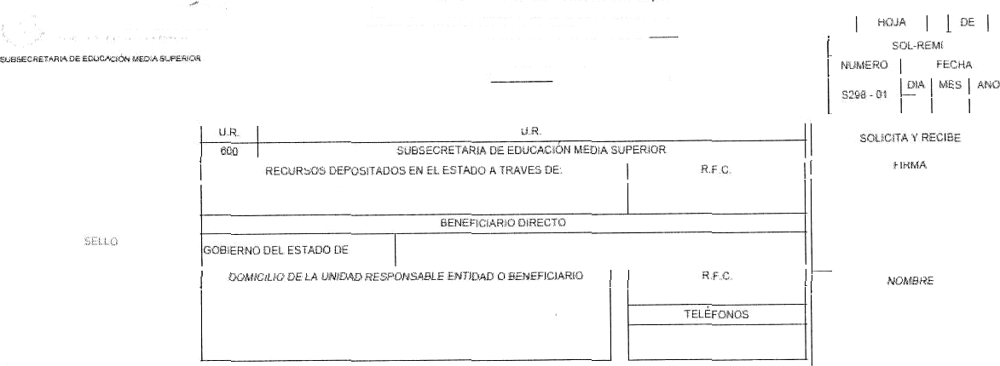 HOJA DE
SOL-REMI
SUBSECRETARIA DE EDUCACIÓN MEDIA SUPERIOR
NUMERO FECHA
S298 - 01 DIA MES ANO
U.R. U.R.
600 SUBSECRETARIA DE EDUCACIÓN MEDIA SUPERIOR
SOLICITA Y RECIBE
RECURSOS DEPOSITADOS EN EL ESTADO A TRAVES DE: R.F.C.
FIRMA
BENEFICIARIO DIRECTO
SELLO
GOBIERNO DEL ESTADO DE
DOMICILIO DE LA UNIDAD RESPONSABLE ENTIDAD O BENEFICIARIO R.F.C.
NOMBRE
TELÉFONOS